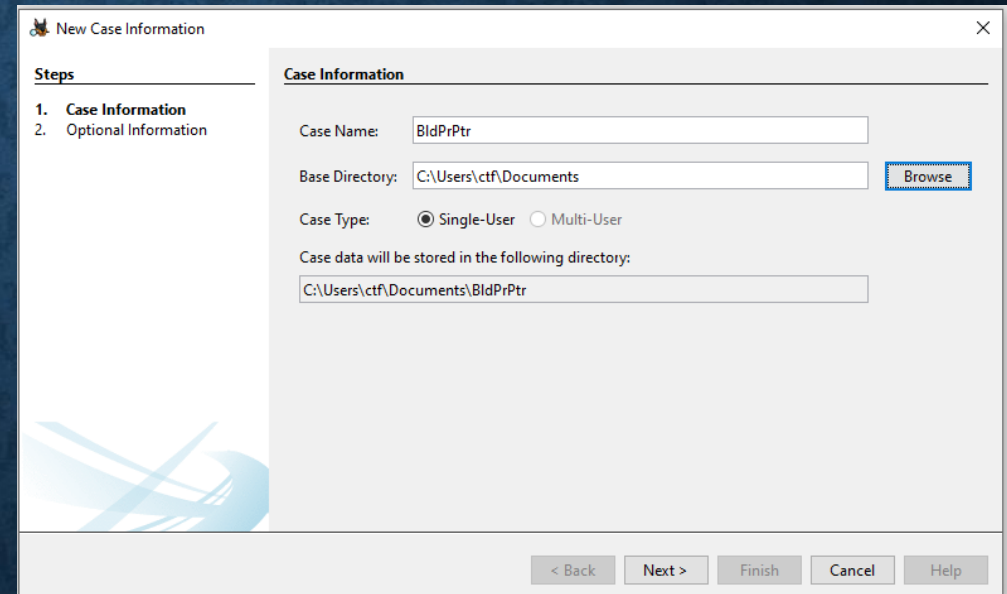 New Case Information
Steps
1. Case Information
2. Optional Information
Case Information
Case Name: BldPrPtr
Base Directory: C:\Users\ctf\Documents Browse
Case Type: Single-User Multi-User
Case data will be stored in the following directory:
C:\Users\ctf\Documents\BldPrPtr
< Back Next > Finish Cancel Help